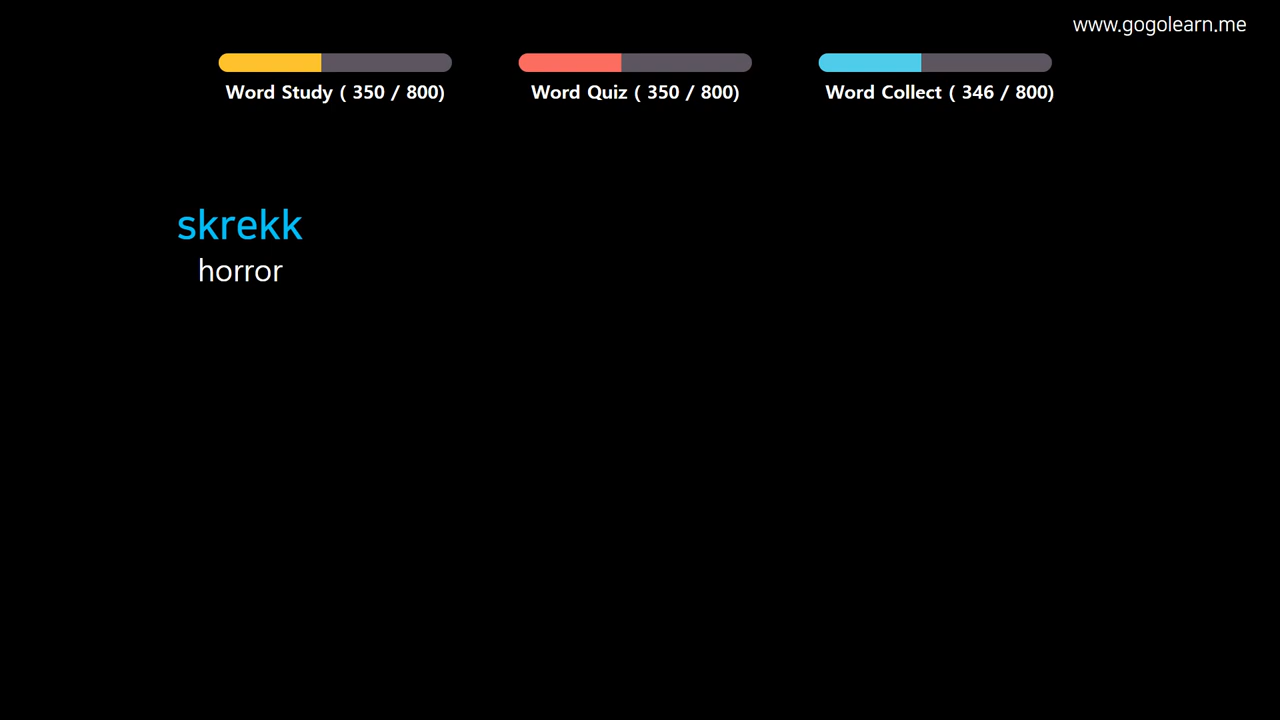 www.gogolearn.me
Word Study ( 350 / 800)
Word Quiz ( 350 / 800)
Word Collect ( 346 / 800)
skrekk
horror